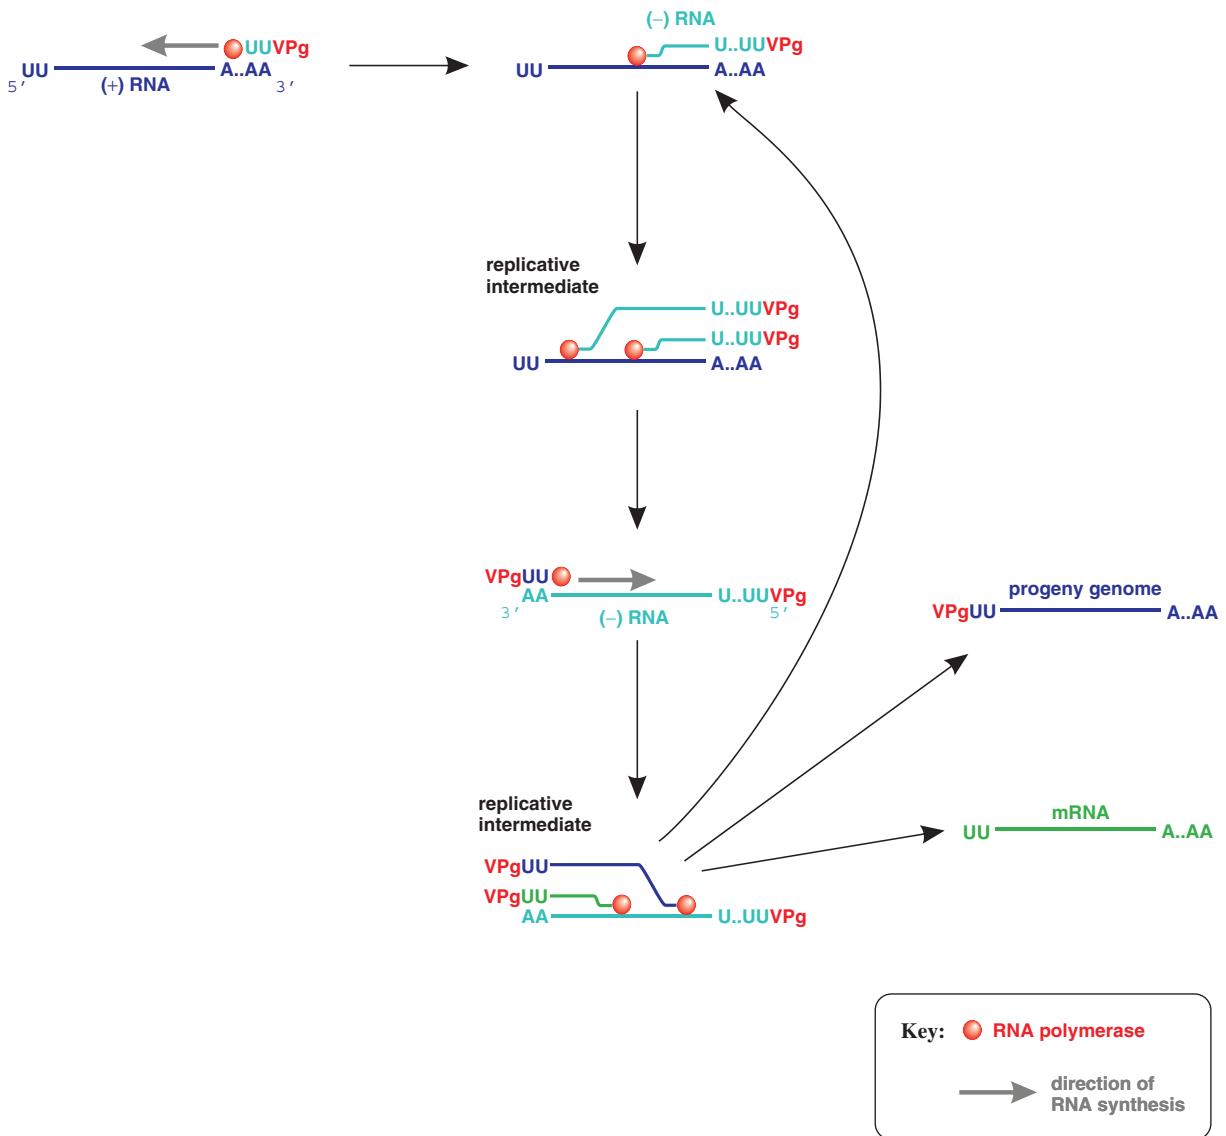 UUVPg
UU
A..AA
5′
(+) RNA
3′
(–) RNA
U..UUVPg
UU
A..AA
replicative
intermediate
U..UUVPg
U..UUVPg
UU
A..AA
VPgUU
AA
U..UUVPg
3′
(–) RNA
5′
progeny genome
VPgUU
A..AA
replicative
intermediate
mRNA
UU
A..AA
VPgUU
VPgUU
AA
U..UUVPg
Key:
RNA polymerase
direction of
RNA synthesis